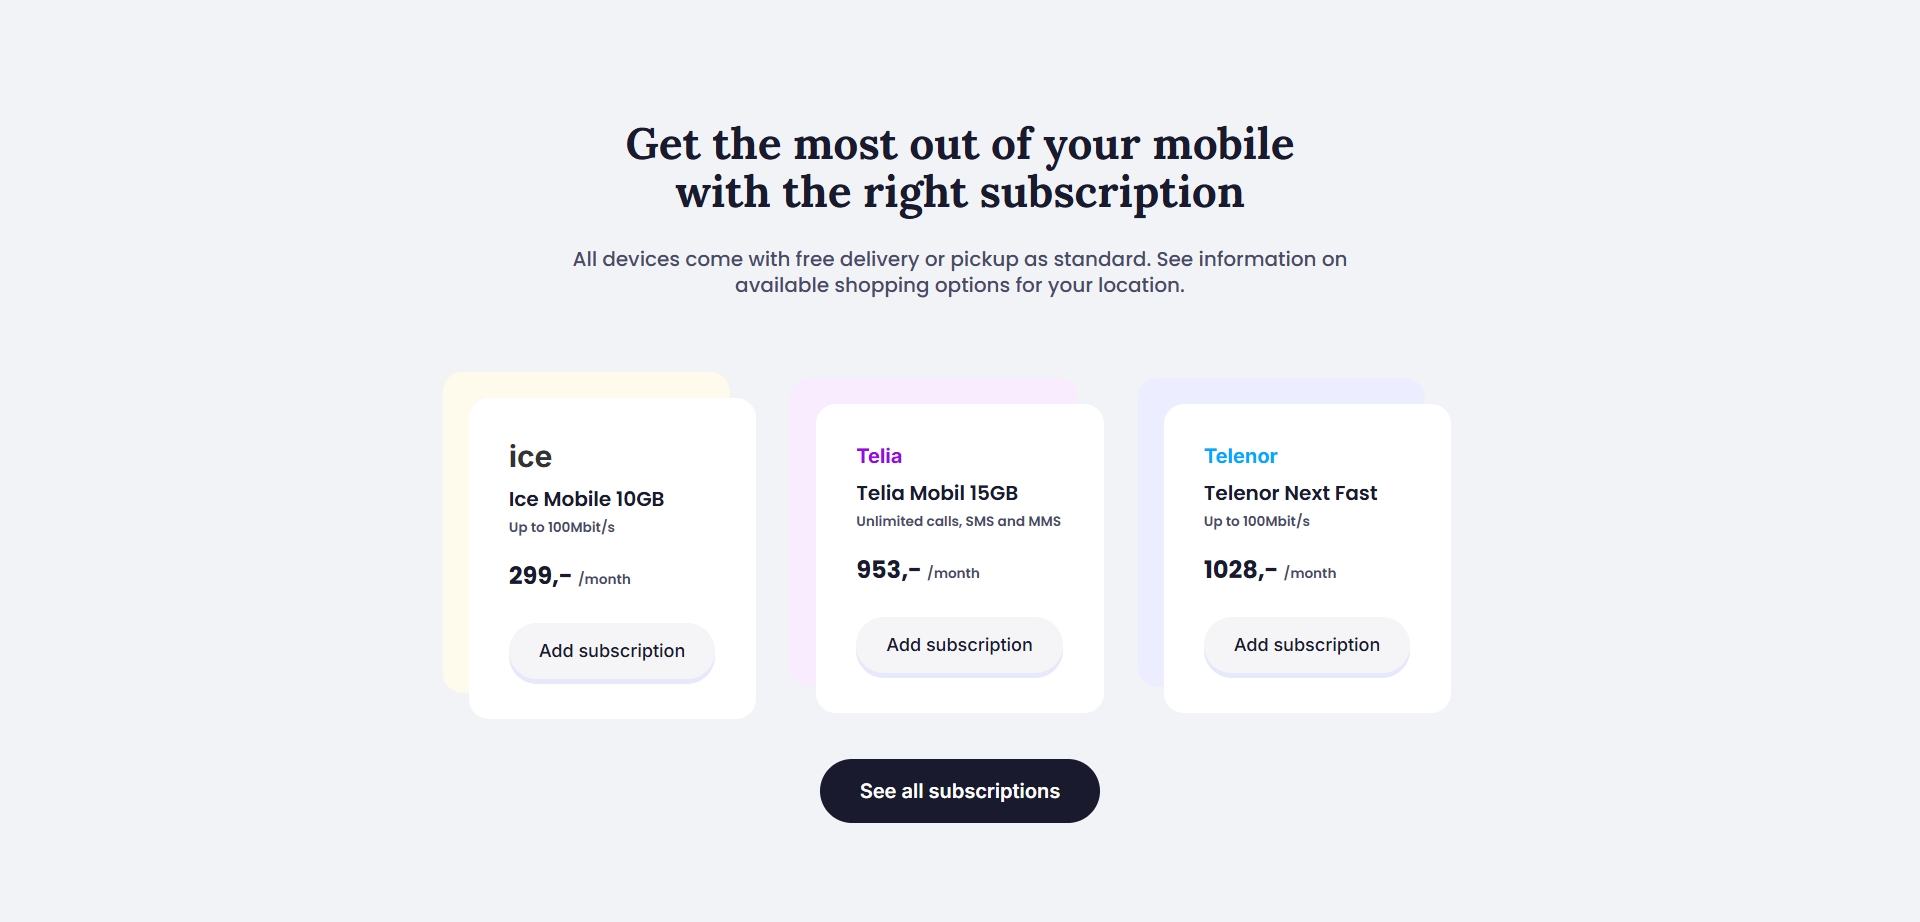 Get the most out of your mobile
with the right subscription
All devices come with free delivery or pickup as standard. See information on
available shopping options for your location.
ice
Ice Mobile 10GB
Up to 100Mbit/s
299,- /month
Add subscription
Telia
Telia Mobil 15GB
Unlimited calls, SMS and MMS
953,- /month
Add subscription
Telenor
Telenor Next Fast
Up to 100Mbit/s
1028,- /month
Add subscription
See all subscriptions